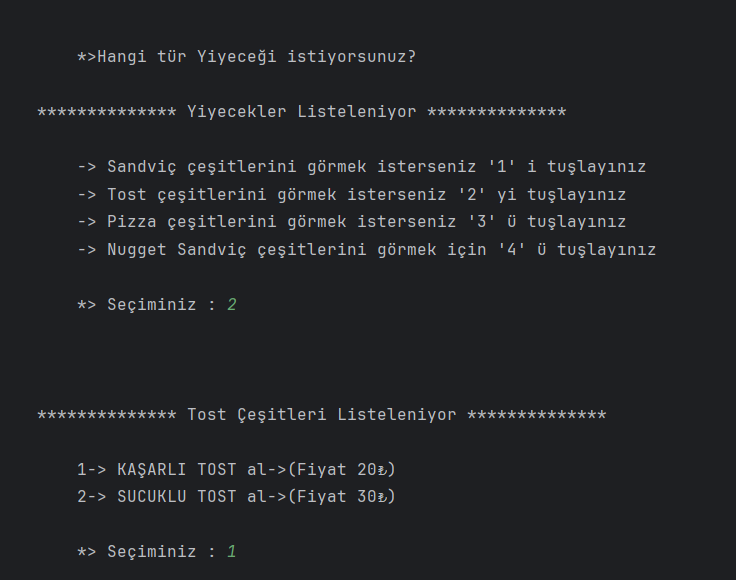 *>Hangi tür Yiyeceği istiyorsunuz?
************** Yiyecekler Listeleniyor **************
-> Sandviç çeşitlerini görmek isterseniz '1' i tuşlayınız
-> Tost çeşitlerini görmek isterseniz '2' yi tuşlayınız
-> Pizza çeşitlerini görmek isterseniz '3' ü tuşlayınız
-> Nugget Sandviç çeşitlerini görmek için '4' ü tuşlayınız
*> Seçiminiz : 2
************** Tost Çeşitleri Listeleniyor **************
1-> KAŞARLI TOST al->(Fiyat 20₺)
2-> SUCUKLU TOST al->(Fiyat 30₺)
*> Seçiminiz : 1